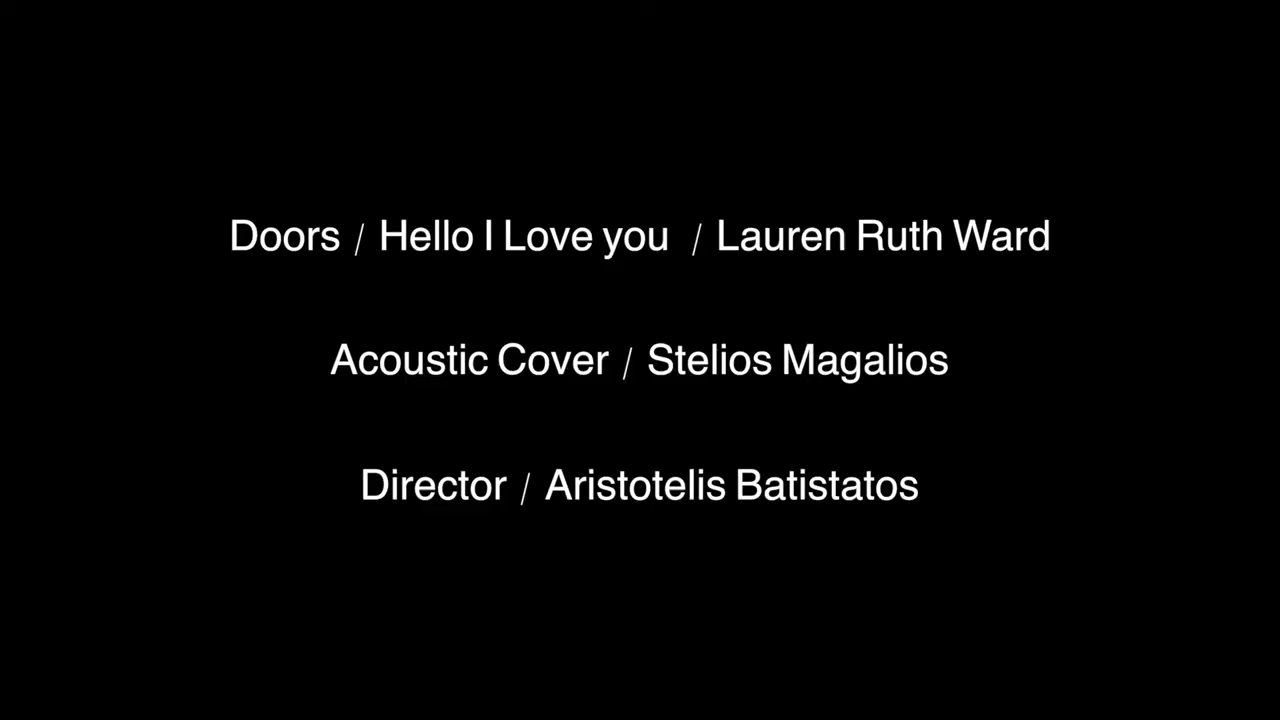 Doors / Hello I Love you / Lauren Ruth Ward
Acoustic Cover / Stelios Magalios
Director / Aristotelis Batistatos